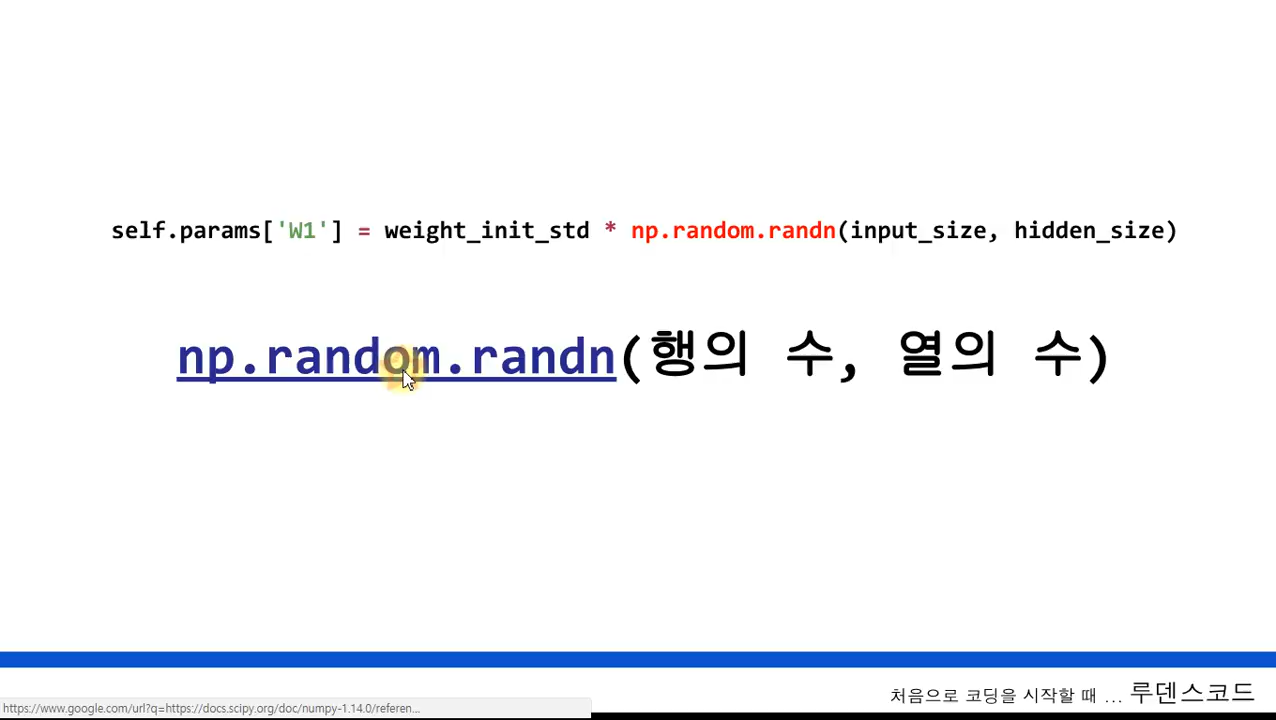 self.params['W1'] = weight_init_std * np.random.randn(input_size, hidden_size)
np.random.randn(행의 수, 열의 수)
처음으로 코딩을 시작할 때 ... 루덴스코드
https://www.google.com/url?q=https://docs.scipy.org/doc/numpy-1.14.0/referen...